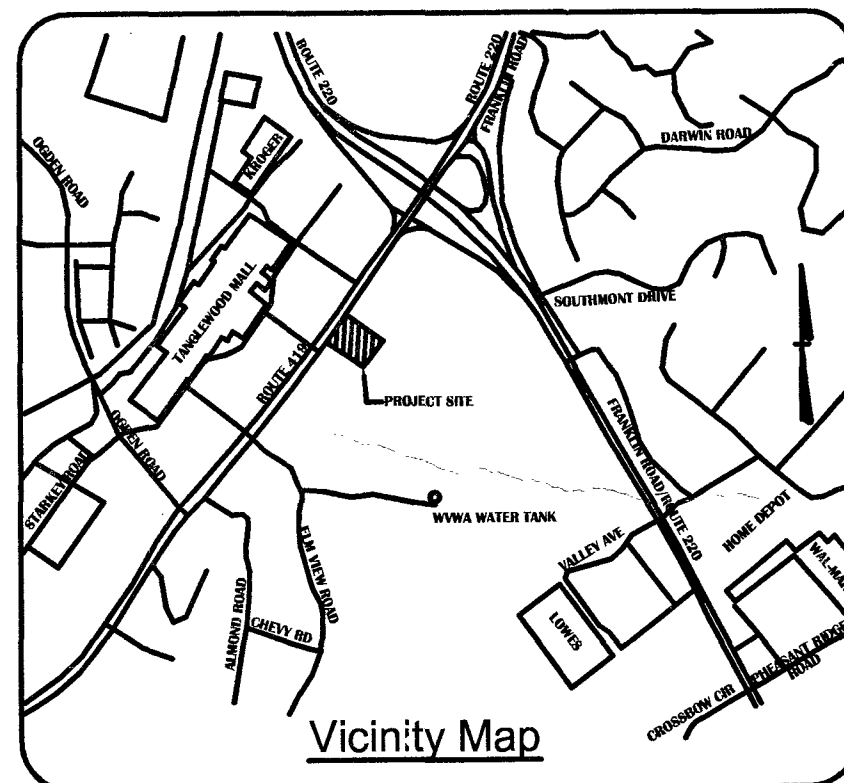 ROUTE 220
ROUTE 220
FRANKLIN ROAD
DARWIN ROAD
OGDEN ROAD
KROGER
TANGLEWOOD MALL
SOUTHMONT DRIVE
ROUTE 419
PROJECT SITE
OGDEN ROAD
STARKEY ROAD
FRANKLIN ROAD/ROUTE 220
WVWA WATER TANK
HOME DEPOT
VALLEY AVE
WAL-MAR
ELM VIEW ROAD
LOWES
ALMOND ROAD
CHEVY RD
PHEASANT RIDGE
ROAD
CROSSBOW CIR
Vicinity Map